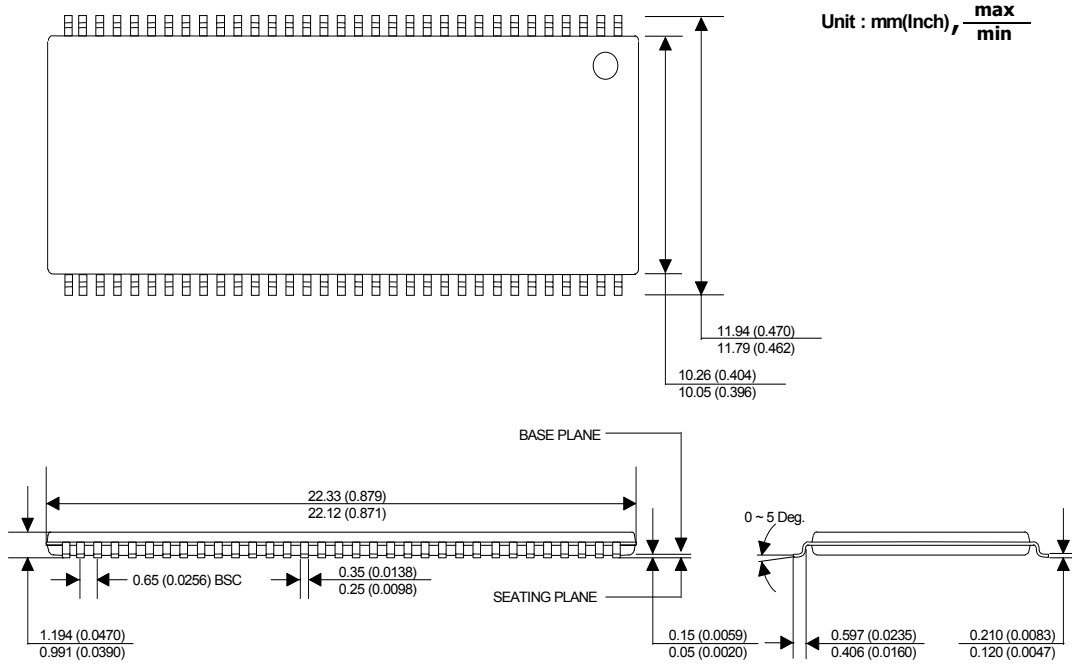 Unit : mm(Inch), max
min
11.94 (0.470)
11.79 (0.462)
10.26 (0.404)
10.05 (0.396)
BASE PLANE
22.33 (0.879)
22.12 (0.871)
0 ~ 5 Deg.
0.65 (0.0256) BSC
0.35 (0.0138)
0.25 (0.0098)
SEATING PLANE
1.194 (0.0470)
0.991 (0.0390)
0.15 (0.0059)
0.05 (0.0020)
0.597 (0.0235)
0.406 (0.0160)
0.210 (0.0083)
0.120 (0.0047)